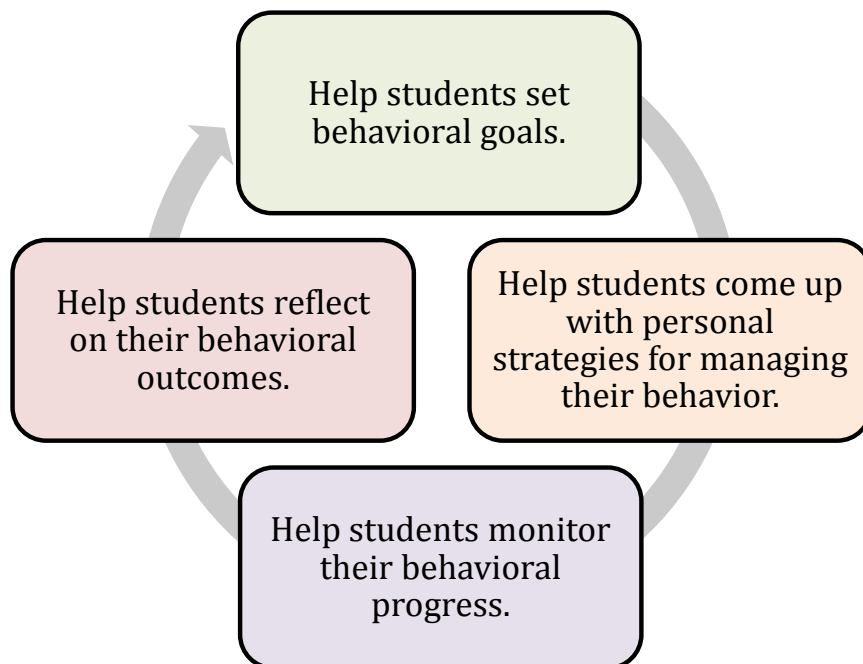 Help students set
behavioral goals.
Help students come up
with personal
strategies for managing
their behavior.
Help students monitor
their behavioral
progress.
Help students reflect
on their behavioral
outcomes.